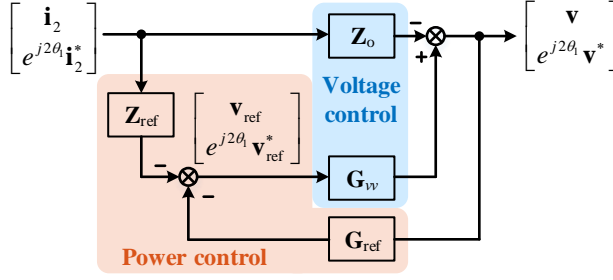 i₂
e^{j2θ₁} i₂^*
Z_o
v
e^{j2θ₁} v^*
Voltage
control
Z_ref
v_ref
e^{j2θ₁} v_ref^*
G_vv
G_ref
Power control